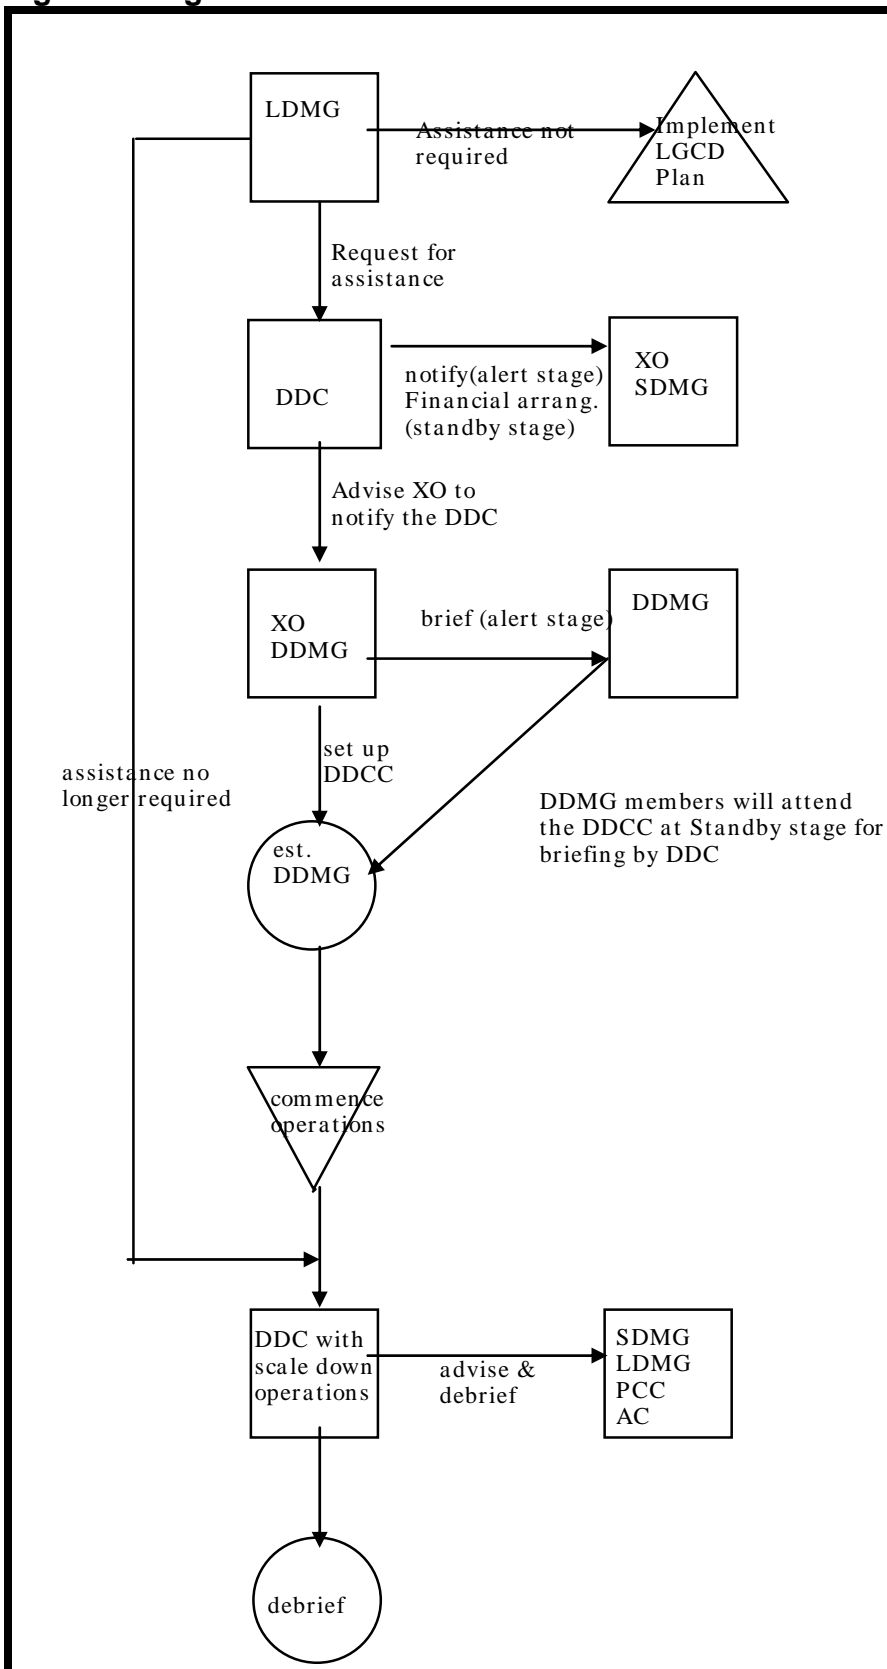 LDMG
Assistance not
required
Implement
LGCD
Plan
Request for
assistance
DDC
notify(alert stage)
Financial arrang.
(standby stage)
XO
SDMG
Advise XO to
notify the DDC
XO
DDMG
brief (alert stage)
DDMG
set up
DDCC
assistance no
longer required
DDMG members will attend
the DDCC at Standby stage for
briefing by DDC
est.
DDMG
commence
operations
DDC with
scale down
operations
advise &
debrief
SDMG
LDMG
PCC
AC
debrief